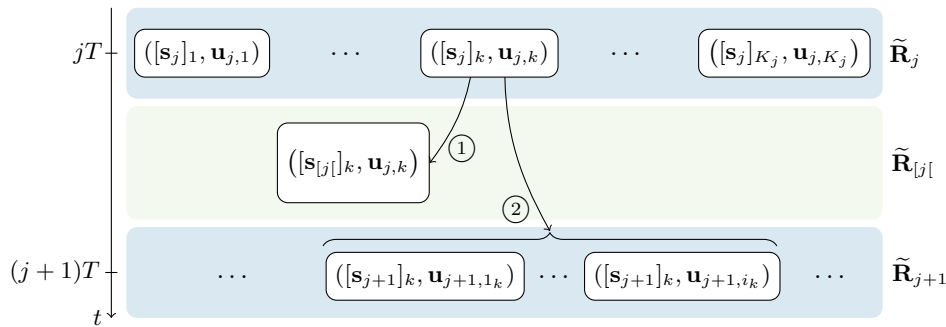 jT ([s_j]_1, u_{j,1}) ⋯ ([s_j]_k, u_{j,k}) ⋯ ([s_j]_{K_j}, u_{j,K_j}) R̃_j
①
([s_{[j[}]_k, u_{j,k}) R̃_{[j[}
②
(j + 1)T ⋯ ([s_{j+1}]_k, u_{j+1,1_k}) ⋯ ([s_{j+1}]_k, u_{j+1,i_k}) ⋯ R̃_{j+1}
t